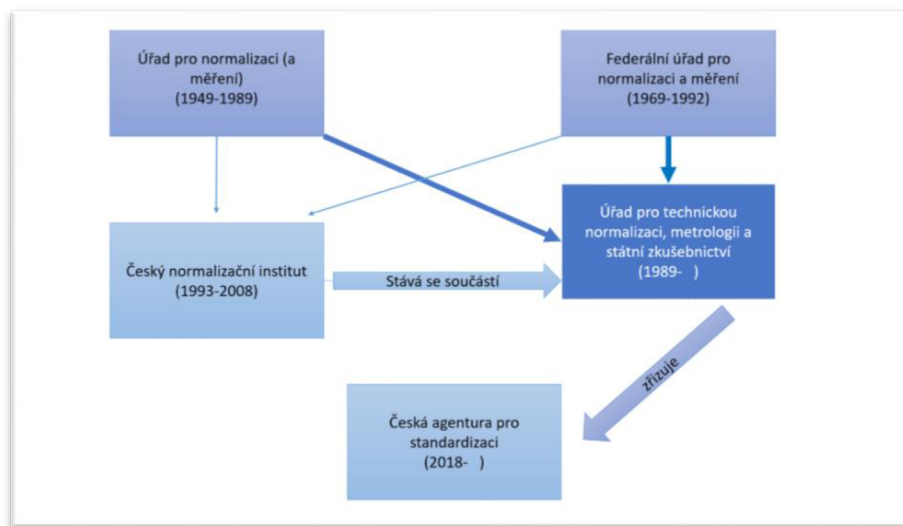 Úřad pro normalizaci (a
měření)
(1949-1989)
Federální úřad pro
normalizaci a měření
(1969-1992)
Český normalizační institut
(1993-2008)
Stává se součástí
Úřad pro technickou
normalizaci, metrologii a
státní zkušebnictví
(1989-   )
zřizuje
Česká agentura pro
standardizaci
(2018-   )